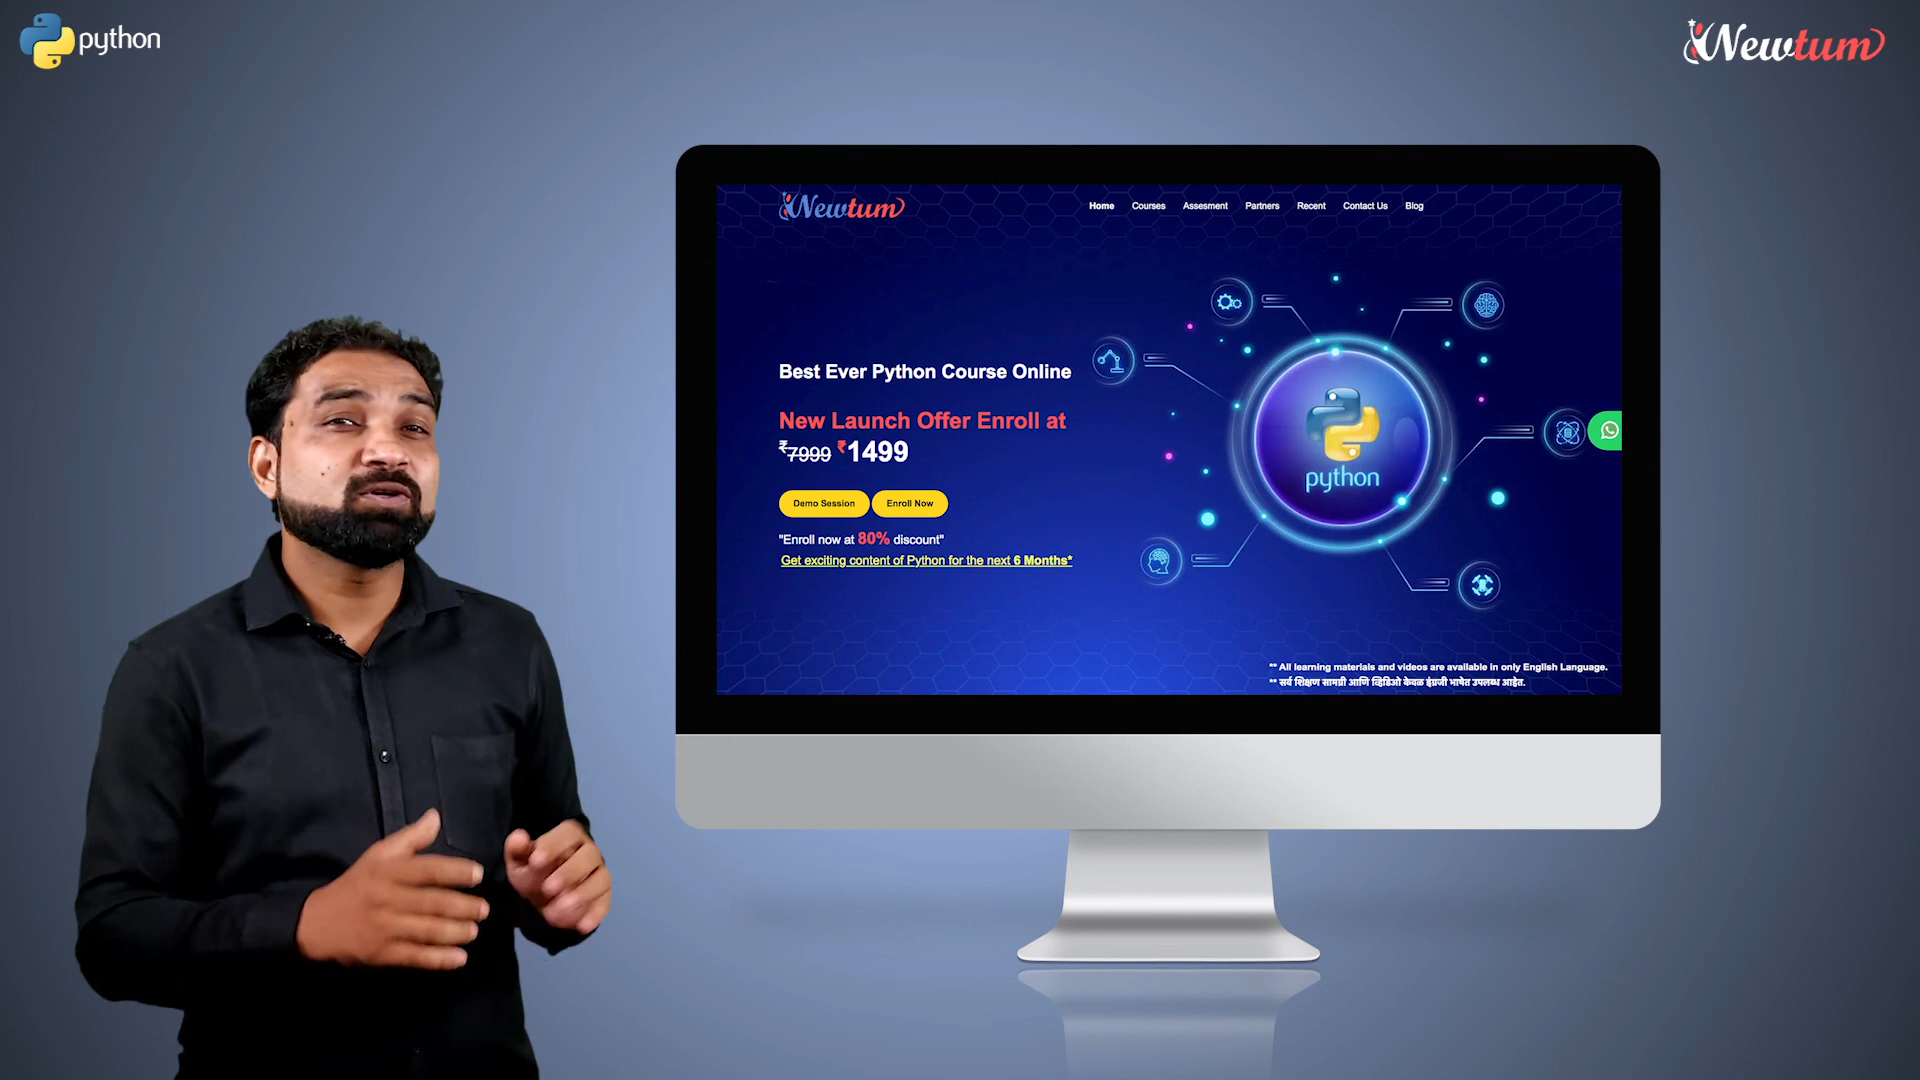 python
Newtum
Newtum
Home Courses Assesment Partners Recent Contact Us Blog
Best Ever Python Course Online
New Launch Offer Enroll at
₹7999 ₹1499
Demo Session Enroll Now
"Enroll now at 80% discount"
Get exciting content of Python for the next 6 Months*
python
** All learning materials and videos are available in only English Language.
** सर्व शिक्षण सामग्री आणि व्हिडिओ केवळ इंग्रजी भाषेत उपलब्ध आहेत.